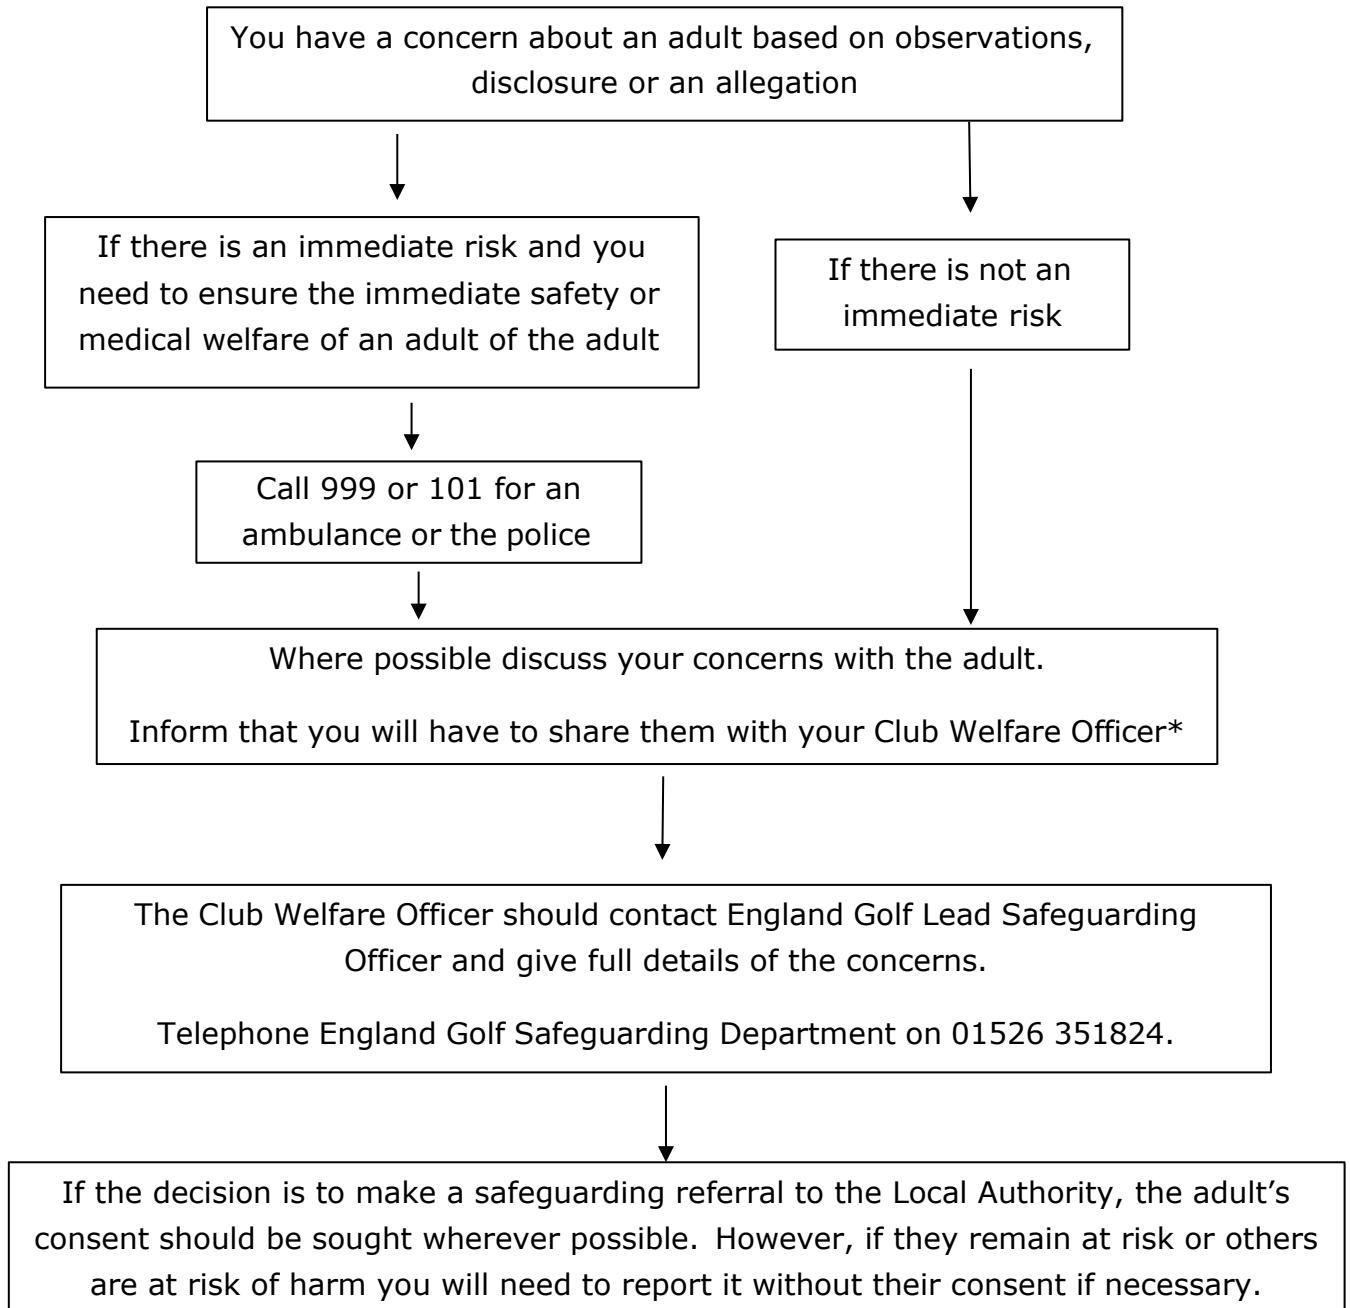 You have a concern about an adult based on observations,
disclosure or an allegation
If there is an immediate risk and you
need to ensure the immediate safety or
medical welfare of an adult of the adult
If there is not an
immediate risk
Call 999 or 101 for an
ambulance or the police
Where possible discuss your concerns with the adult.
Inform that you will have to share them with your Club Welfare Officer*
The Club Welfare Officer should contact England Golf Lead Safeguarding
Officer and give full details of the concerns.
Telephone England Golf Safeguarding Department on 01526 351824.
If the decision is to make a safeguarding referral to the Local Authority, the adult’s
consent should be sought wherever possible. However, if they remain at risk or others
are at risk of harm you will need to report it without their consent if necessary.